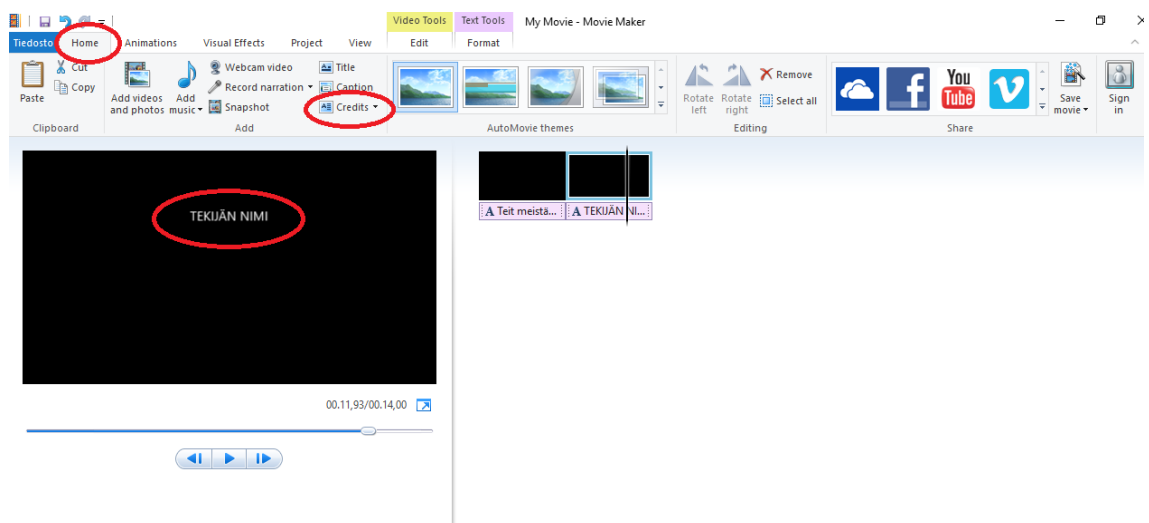 Video Tools
Text Tools
My Movie - Movie Maker
Tiedosto
Home
Animations
Visual Effects
Project
View
Edit
Format
Paste
Cut
Copy
Clipboard
Add videos
and photos
Add
music
Webcam video
Record narration
Snapshot
Title
Caption
Credits
Add
AutoMovie themes
Rotate
left
Rotate
right
Remove
Select all
Editing
f
You
Tube
V
Share
Save
movie
Sign
in
TEKIJÄN NIMI
00.11,93/00.14,00
A Teit meistä...
A TEKIJÄN NI...